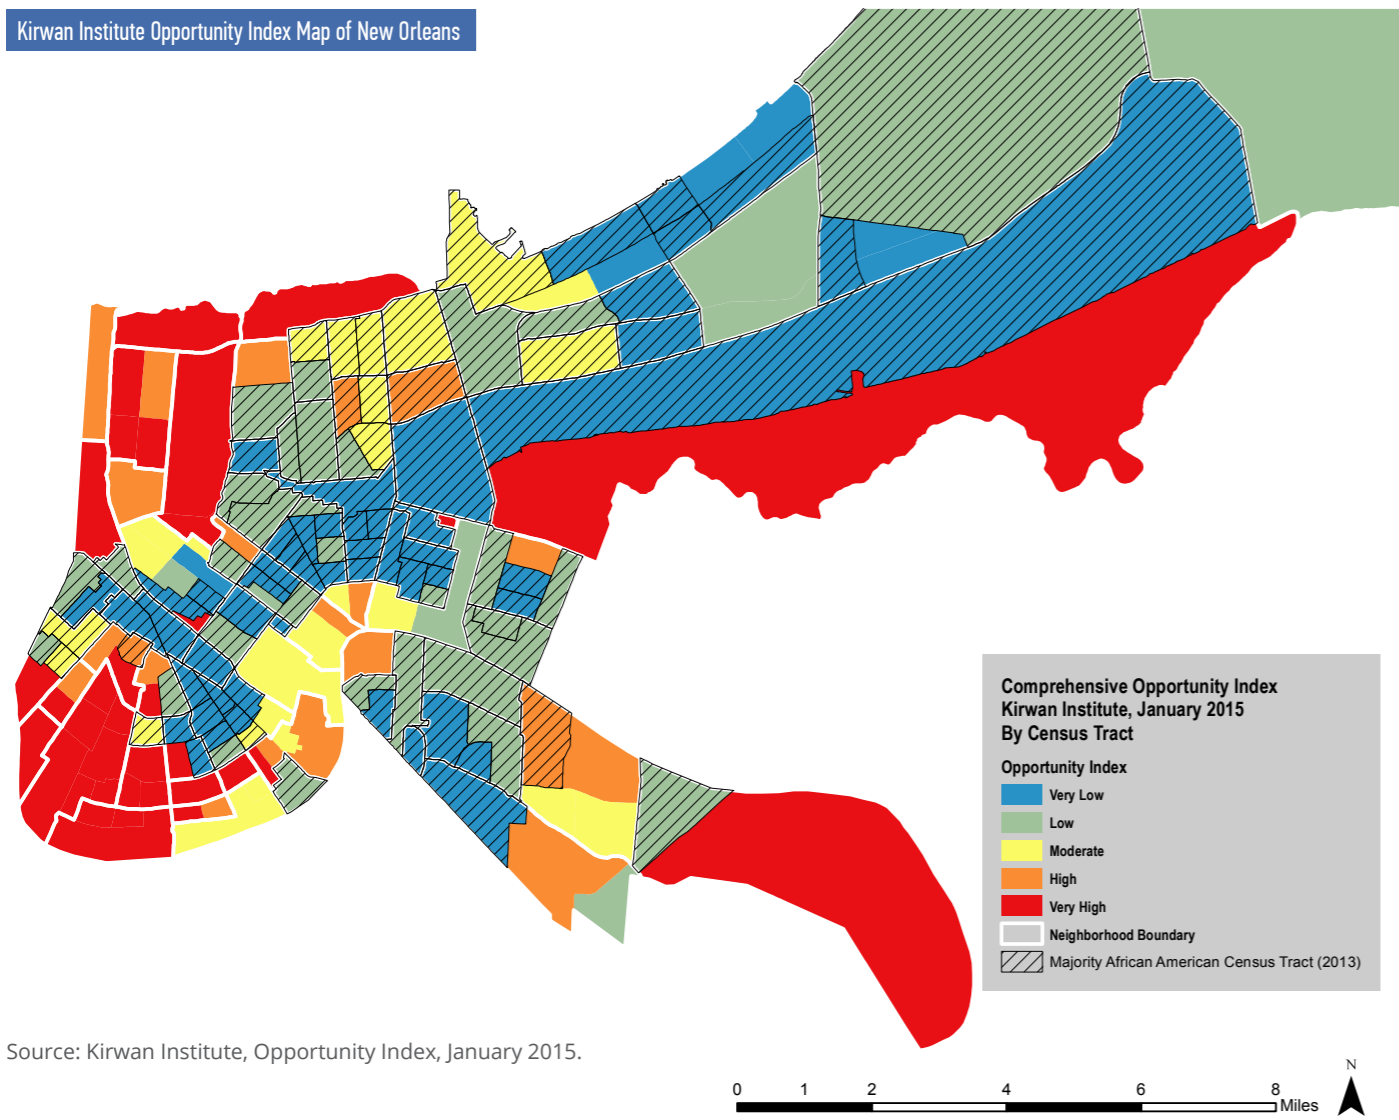 Kirwan Institute Opportunity Index Map of New Orleans
Comprehensive Opportunity Index
Kirwan Institute, January 2015
By Census Tract
Opportunity Index
Very Low
Low
Moderate
High
Very High
Neighborhood Boundary
Majority African American Census Tract (2013)
Source: Kirwan Institute, Opportunity Index, January 2015.
N
0 1 2 4 6 8
Miles